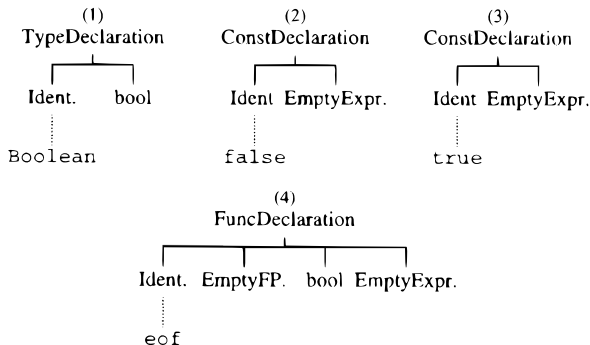 (1) (2) (3)
TypeDeclaration ConstDeclaration ConstDeclaration
Ident. bool Ident EmptyExpr. Ident EmptyExpr.
Boolean false true
(4)
FuncDeclaration
Ident. EmptyFP. bool EmptyExpr.
eof